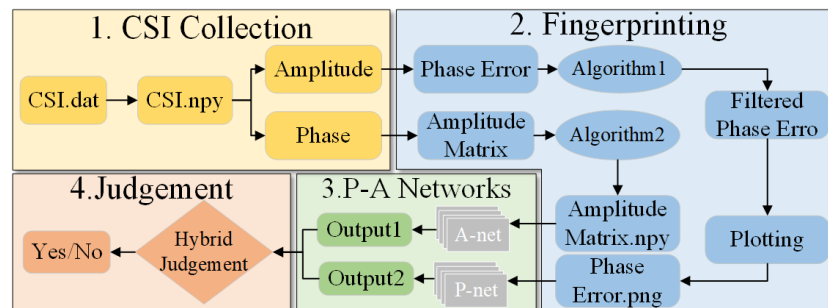 1. CSI Collection
CSI.dat
CSI.npy
Amplitude
Phase
2. Fingerprinting
Phase Error
Algorithm1
Filtered
Phase Erro
Amplitude
Matrix
Algorithm2
Amplitude
Matrix.npy
Plotting
Phase
Error.png
3.P-A Networks
A-net
Output1
P-net
Output2
4.Judgement
Hybrid
Judgement
Yes/No